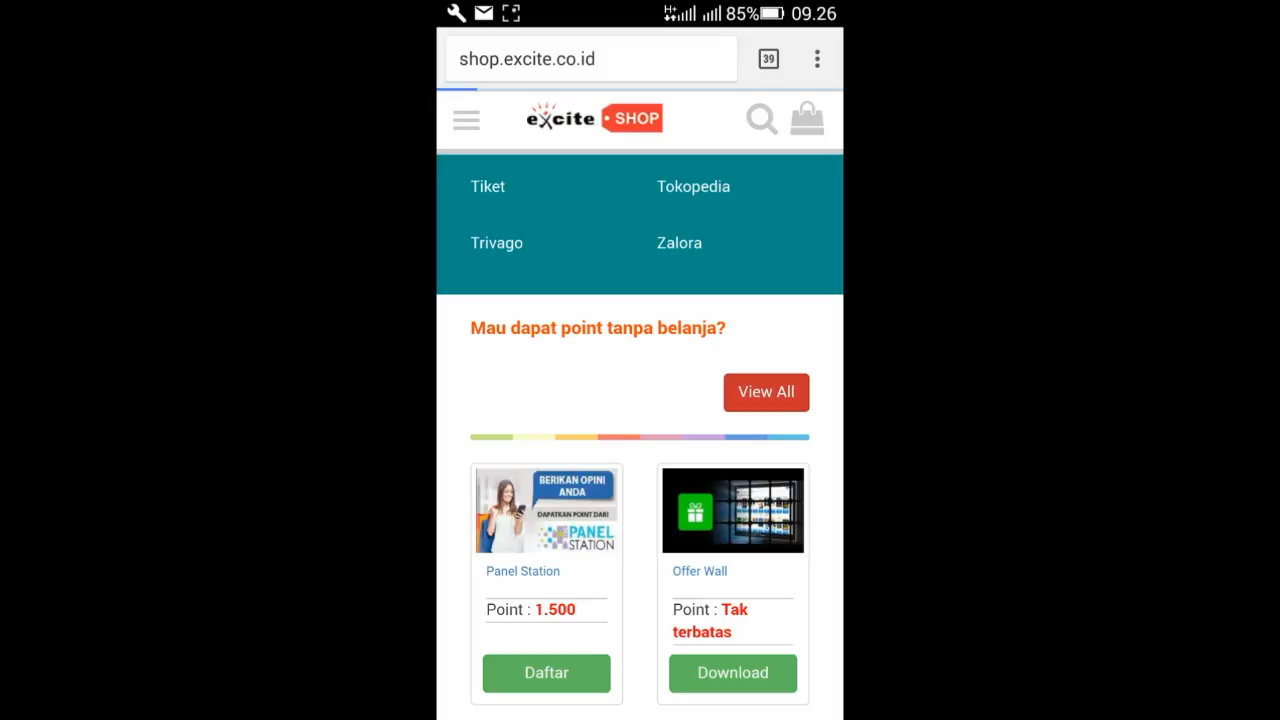 85% 09.26
shop.excite.co.id 39
excite SHOP
Tiket Tokopedia
Trivago Zalora
Mau dapat point tanpa belanja?
View All
BERIKAN OPINI
ANDA
DAPATKAN POINT DARI
PANEL
STATION
Panel Station
Point : 1.500
Daftar
Offer Wall
Point : Tak
terbatas
Download